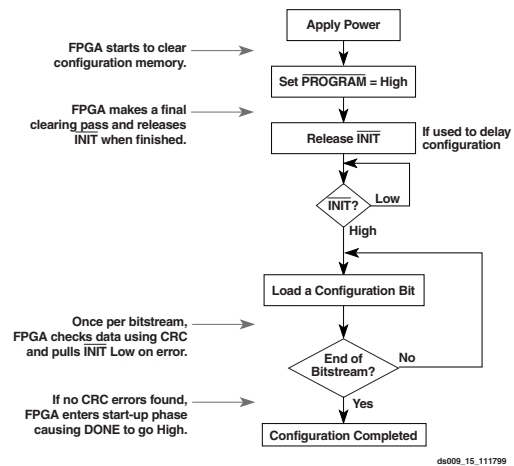 Apply Power
FPGA starts to clear
configuration memory.
Set PROGRAM = High
FPGA makes a final
clearing pass and releases
INIT when finished.
Release INIT
If used to delay
configuration
INIT?
Low
High
Load a Configuration Bit
Once per bitstream,
FPGA checks data using CRC
and pulls INIT Low on error.
End of
Bitstream?
No
Yes
If no CRC errors found,
FPGA enters start-up phase
causing DONE to go High.
Configuration Completed
ds009_15_111799